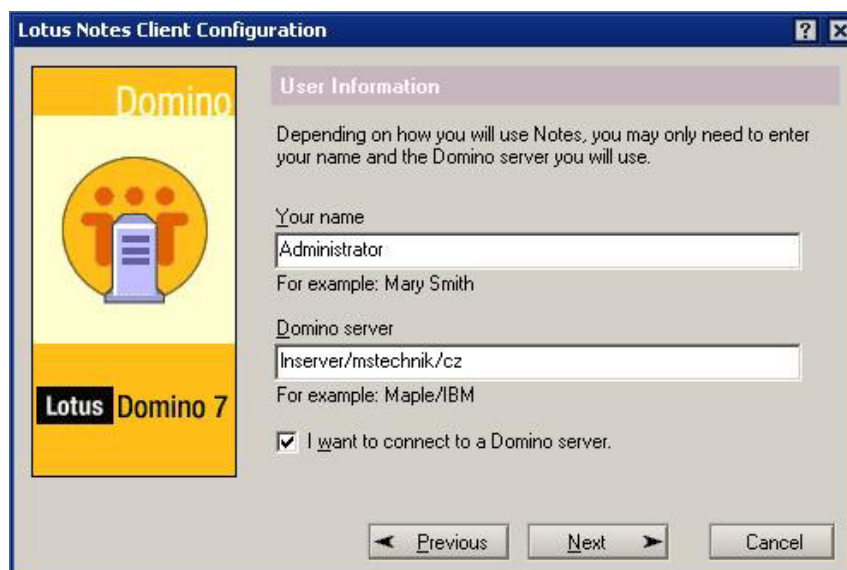 Lotus Notes Client Configuration
Domino
User Information
Depending on how you will use Notes, you may only need to enter
your name and the Domino server you will use.
Your name
Administrator
For example: Mary Smith
Domino server
lnserver/mstechnik/cz
For example: Maple/IBM
I want to connect to a Domino server.
Lotus Domino 7
Previous
Next
Cancel